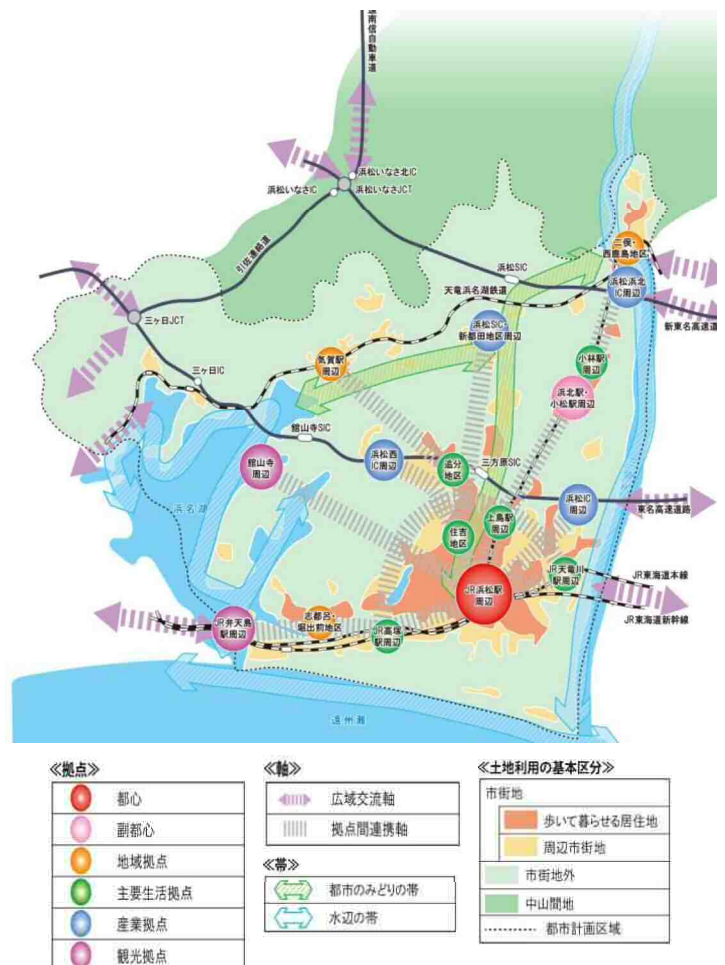 遠南信自動車道
浜松いなさ北IC
浜松いなさIC
浜松いなさJCT
引佐連絡道
二俣・
西鹿島地区
浜松SIC
天竜浜名湖鉄道
浜松浜北
IC周辺
新東名高速道
三ヶ日JCT
浜松SIC・
新都田地区周辺
気賀駅
周辺
小林駅
周辺
三ヶ日IC
浜北駅・
小松駅周辺
舘山寺SIC
舘山寺
周辺
浜松西
IC周辺
追分
地区
三方原SIC
浜松IC
周辺
東名高速道路
浜名湖
住吉
地区
上島駅
周辺
JR天竜川
駅周辺
JR東海道本線
JR浜松駅
周辺
JR東海道新幹線
JR弁天島
駅周辺
志都呂・
堀出前地区
JR高塚
駅周辺
遠州灘
≪拠点≫
都心
副都心
地域拠点
主要生活拠点
産業拠点
観光拠点
≪軸≫
広域交流軸
拠点間連携軸
≪帯≫
都市のみどりの帯
水辺の帯
≪土地利用の基本区分≫
市街地
歩いて暮らせる居住地
周辺市街地
市街地外
中山間地
都市計画区域